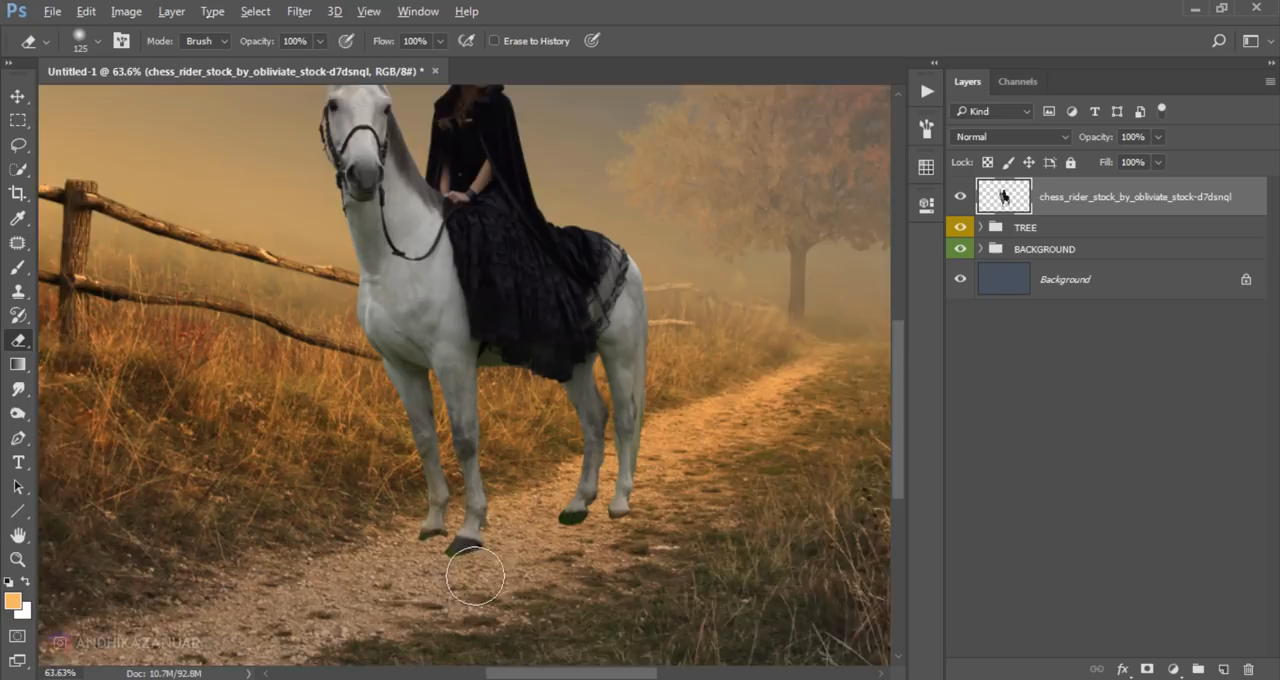 Ps File Edit Image Layer Type Select Filter 3D View Window Help
125 Mode: Brush Opacity: 100% Flow: 100% Erase to History
Untitled-1 @ 63.6% (chess_rider_stock_by_obliviate_stock-d7dsnql, RGB/8#) * ×
Layers Channels
Kind
Normal Opacity: 100%
Lock: Fill: 100%
chess_rider_stock_by_obliviate_stock-d7dsnql
TREE
BACKGROUND
Background
ANDHIKAZANUAR
63.63% Doc: 10.7M/92.8M